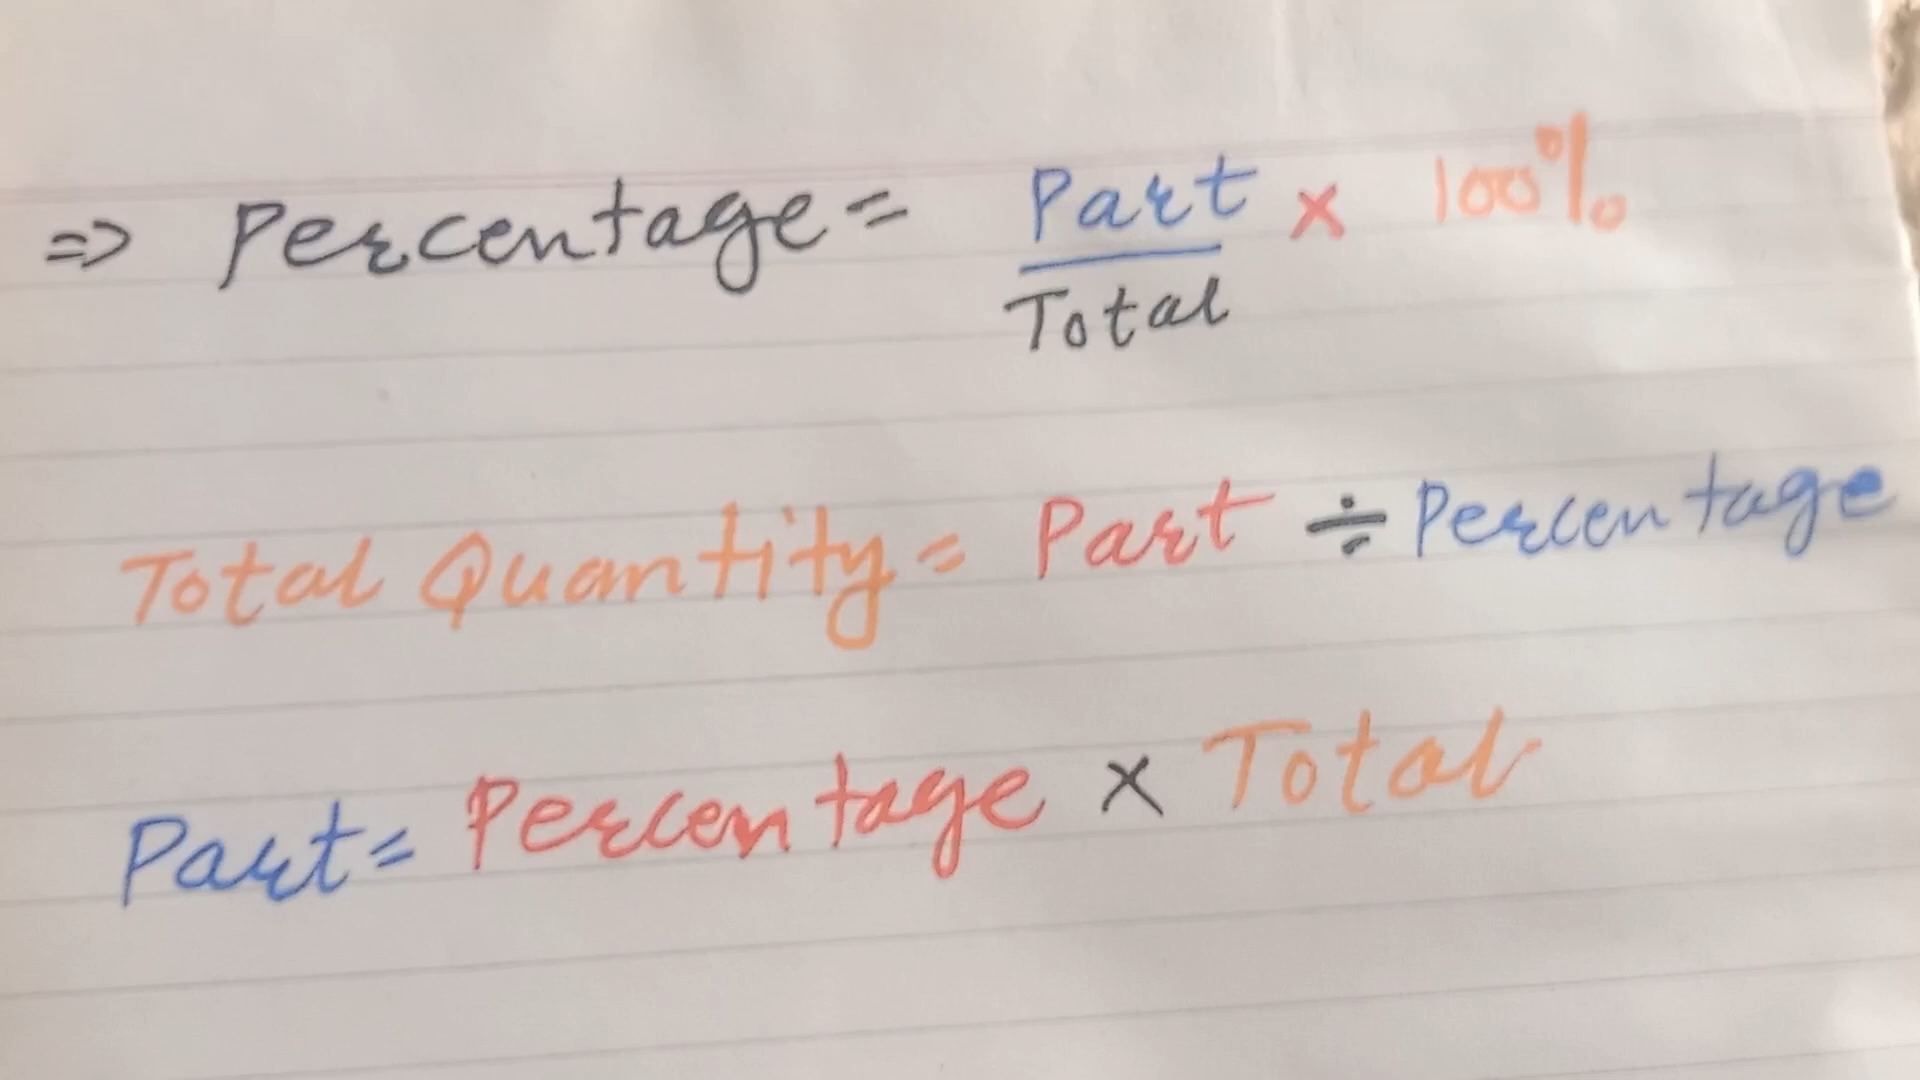 ⇒ Percentage = Part/Total × 100%
Total Quantity = Part ÷ Percentage
Part = Percentage × Total